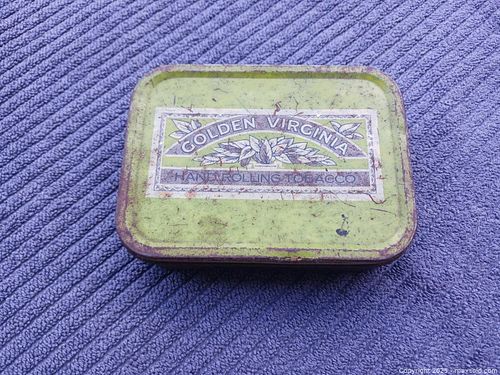 GOLDEN VIRGINIA
HAND ROLLING TOBACCO